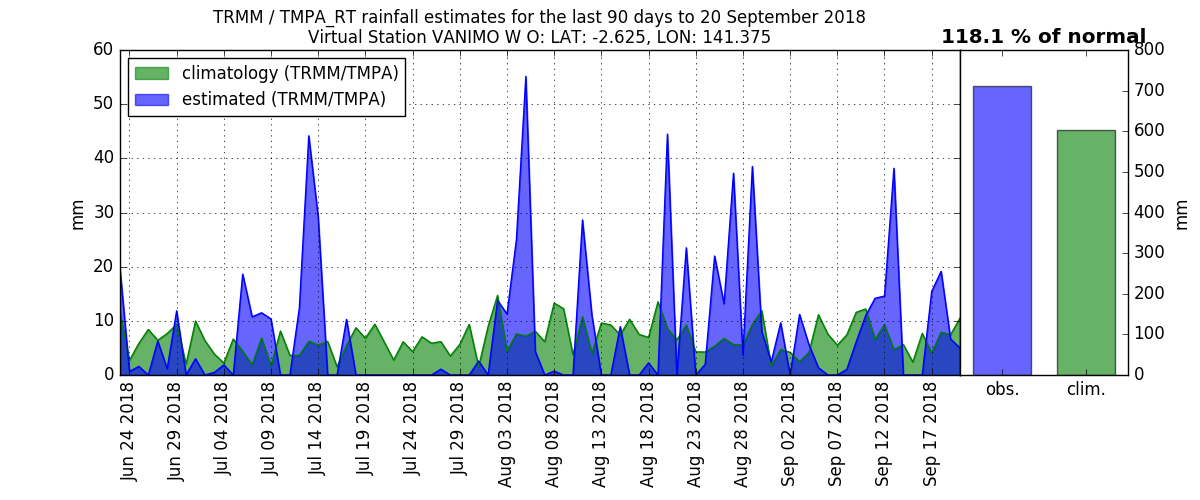 TRMM / TMPA_RT rainfall estimates for the last 90 days to 20 September 2018
Virtual Station VANIMO W O: LAT: -2.625, LON: 141.375
118.1 % of normal
climatology (TRMM/TMPA)
estimated (TRMM/TMPA)
60
50
40
30
20
10
0
mm
Jun 24 2018
Jun 29 2018
Jul 04 2018
Jul 09 2018
Jul 14 2018
Jul 19 2018
Jul 24 2018
Jul 29 2018
Aug 03 2018
Aug 08 2018
Aug 13 2018
Aug 18 2018
Aug 23 2018
Aug 28 2018
Sep 02 2018
Sep 07 2018
Sep 12 2018
Sep 17 2018
obs.
clim.
800
700
600
500
400
300
200
100
0
mm